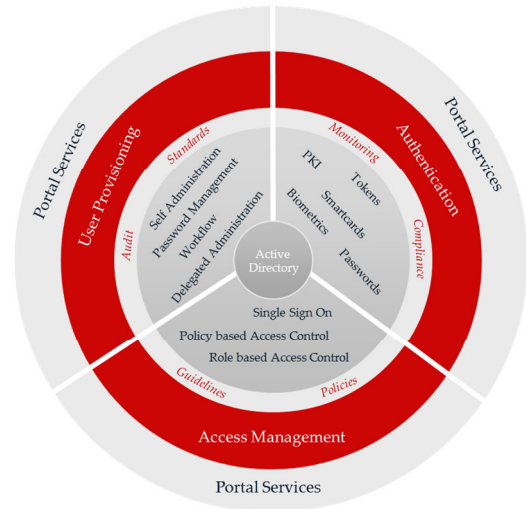 Portal Services
Portal Services
User Provisioning
Authentication
Standards
Monitoring
Audit
Compliance
Self Administration
Password Management
Workflow
Delegated Administration
PKI
Tokens
Smartcards
Biometrics
Passwords
Active
Directory
Single Sign On
Policy based Access Control
Role based Access Control
Guidelines
Policies
Access Management
Portal Services